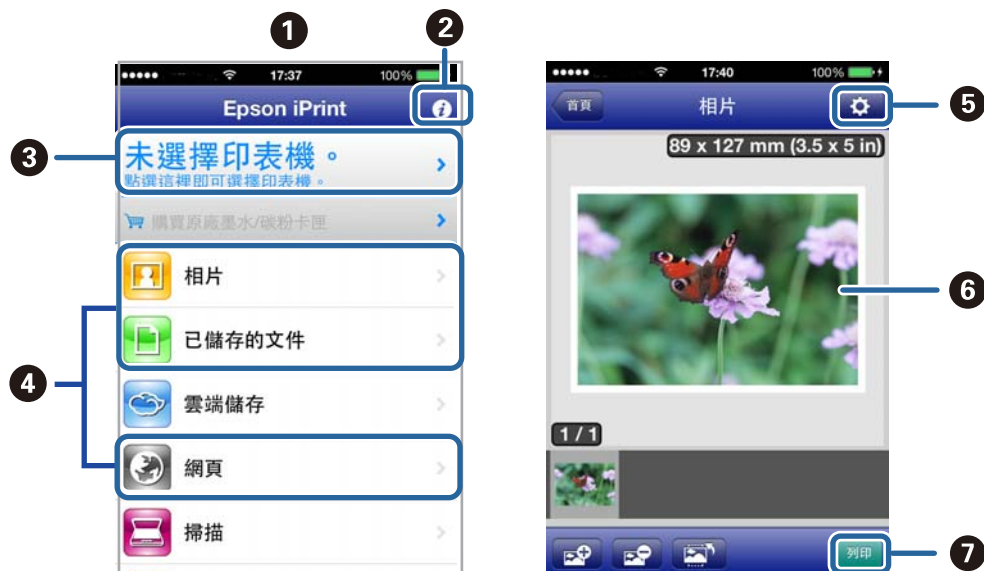 1
2
17:37
100%
Epson iPrint
i
3
未選擇印表機。
點選這裡即可選擇印表機。
購買原廠墨水/碳粉卡匣
4
相片
已儲存的文件
雲端儲存
網頁
掃描
17:40
100%
首頁
相片
5
89 x 127 mm (3.5 x 5 in)
6
1/1
列印
7